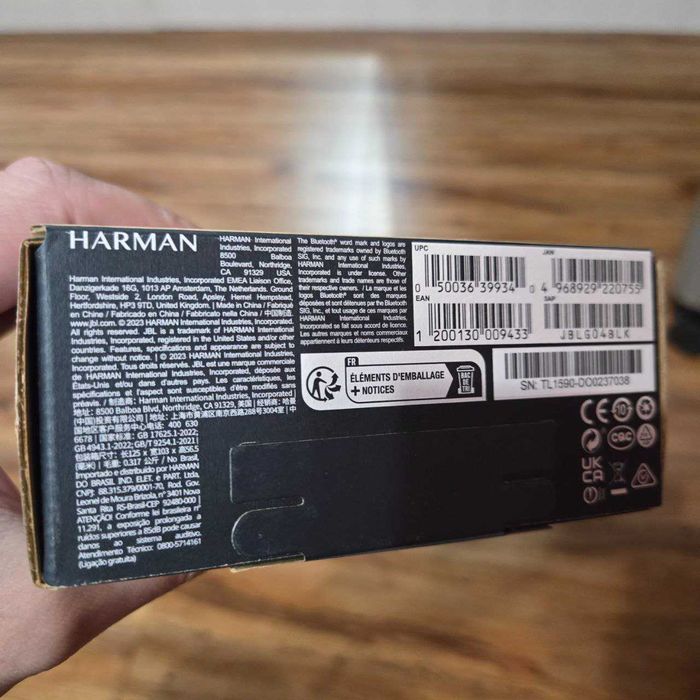 HARMAN
HARMAN International
Industries, Incorporated
8500 Balboa
Boulevard, Northridge,
CA 91329 USA.
Harman International Industries, Incorporated EMEA Liaison Office,
Danzigerkade 16G, 1013 AP Amsterdam, The Netherlands. Ground
Floor, Westside 2, London Road, Apsley, Hemel Hempstead,
Hertfordshire, HP3 9TD, United Kingdom. | Made in China / Fabriqué
en China / Fabricado en China / Fabbricato nella China / 中国制造.
www.jbl.com | © 2023 HARMAN International Industries, Incorporated.
All rights reserved. JBL is a trademark of HARMAN International
Industries, Incorporated, registered in the United States and/or other
countries. Features, specifications and appearance are subject to
change without notice. | © 2023 HARMAN International Industries,
Incorporated. Tous droits réservés. JBL est une marque commerciale
de HARMAN International Industries, Incorporated, déposée aux
États-Unis et/ou dans d'autres pays. Les caractéristiques, les
spécifications et l'aspect sont susceptibles d'être modifiés sans
préavis. / 制造商: HARMAN International Industries, Incorporated,
地址: 8500 Balboa Blvd, Northridge, CA 91329, 美国 | 经销商: 哈曼
(中国)投资有限公司 | 地址: 上海市黄浦区南京西路288号3004室 |
中国地区客户服务中心: 400 630
6678 | 国家标准: GB 17625.1-2022;
GB 4943.1-2022; GB/T 9254.1-2021 |
包装箱尺寸: 长125 x 宽103 x 高56.5
(毫米) | 毛重: 0.317 公斤 / No Brasil,
Importado e distribuído por HARMAN
DO BRASIL IND. ELET. E PART. Ltda.
CNPJ: 88.315.379/0001-70, Rod. Gov.
Leonel de Moura Brizola, n° 3401 Nova
Santa Rita RS-Brasil-CEP 92480-000 |
ATENÇÃO! Conforme lei brasileira n°
11.291, a exposição prolongada a
ruídos superiores a 85dB pode causar
danos ao sistema auditivo.
Atendimento Técnico: 0800-5714161
(Ligação gratuita)
The Bluetooth® word mark and logos are
registered trademarks owned by Bluetooth
SIG, Inc. and any use of such marks by
HARMAN International Industries,
Incorporated is under license. Other
trademarks and trade names are those of
their respective owners. / La marque et les
logos Bluetooth® sont des marques
déposées et sont détenus par Bluetooth
SIG, Inc. tout usage de ces marques par
HARMAN International Industries,
Incorporated se fait sous accord de licence.
Les autres marques et noms commerciaux
appartiennent à leurs détenteurs respectifs.
UPC
0 50036 39934
JAN
4 968929 220755
EAN
1 200130 009433
SAP
JBLGO4BLK
SN: TL1590-DO0237038
FR
ÉLÉMENTS D'EMBALLAGE
+ NOTICES
BAC
DE
TRI
CE
10
CQC
UK
CA